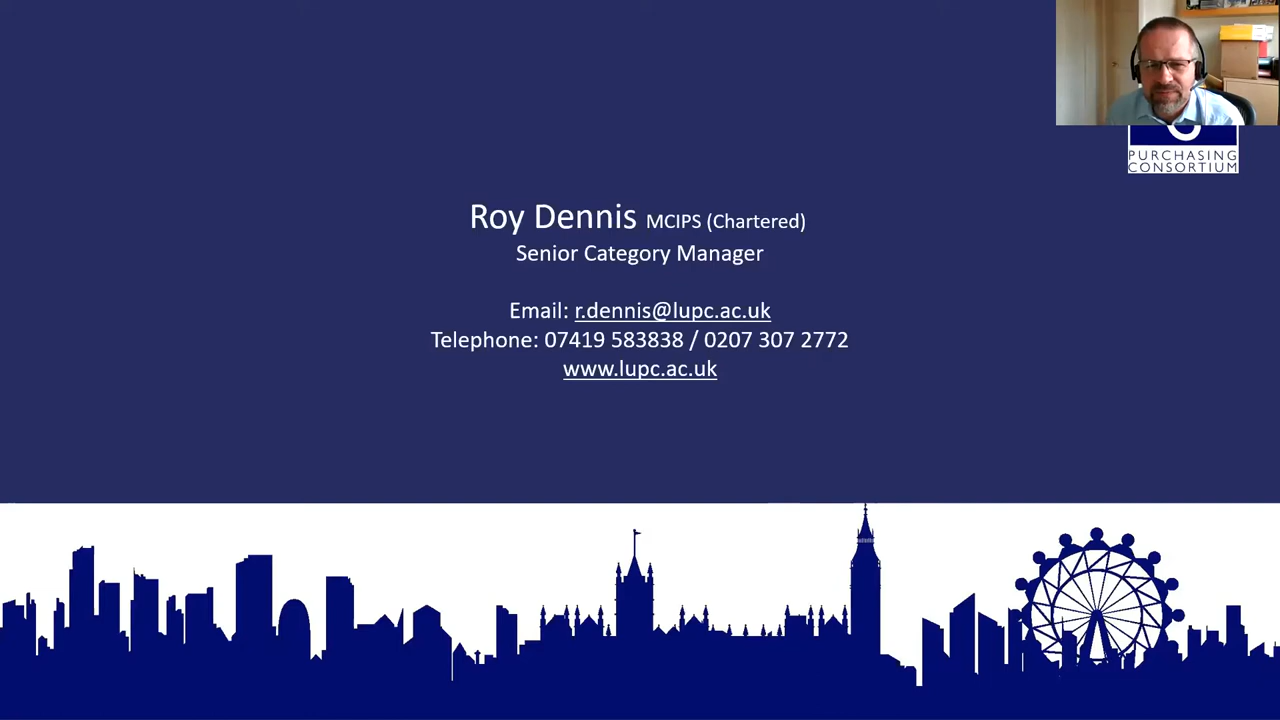 PURCHASING
CONSORTIUM
Roy Dennis MCIPS (Chartered)
Senior Category Manager
Email: r.dennis@lupc.ac.uk
Telephone: 07419 583838 / 0207 307 2772
www.lupc.ac.uk